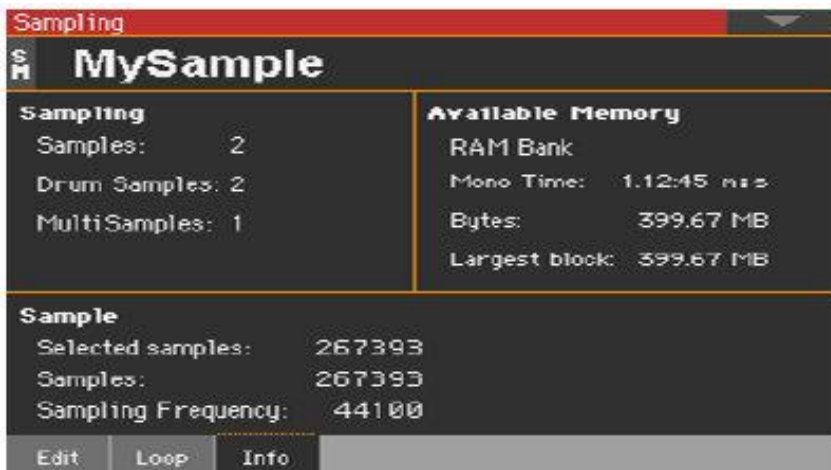 Sampling
SM MySample
Sampling
Samples: 2
Drum Samples: 2
MultiSamples: 1
Available Memory
RAM Bank
Mono Time: 1.12:45 m:s
Bytes: 399.67 MB
Largest block: 399.67 MB
Sample
Selected samples: 267393
Samples: 267393
Sampling Frequency: 44100
Edit Loop Info